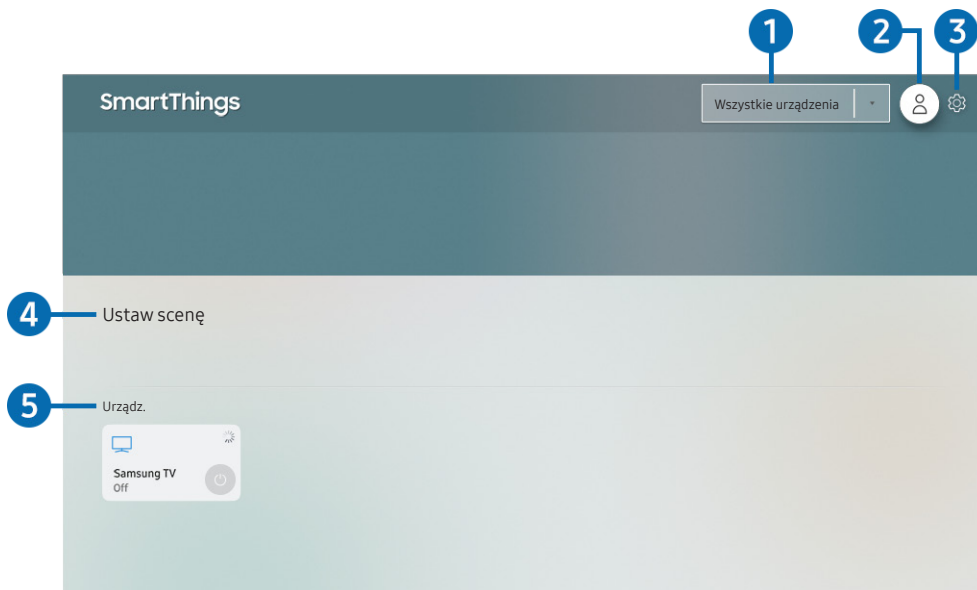 1 2 3
SmartThings
Wszystkie urządzenia
4 Ustaw scenę
5 Urządz.
Samsung TV
Off